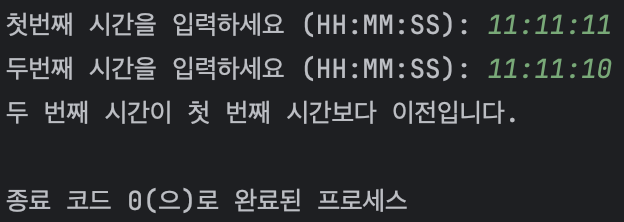 첫번째 시간을 입력하세요 (HH:MM:SS): 11:11:11
두번째 시간을 입력하세요 (HH:MM:SS): 11:11:10
두 번째 시간이 첫 번째 시간보다 이전입니다.
종료 코드 0(으)로 완료된 프로세스